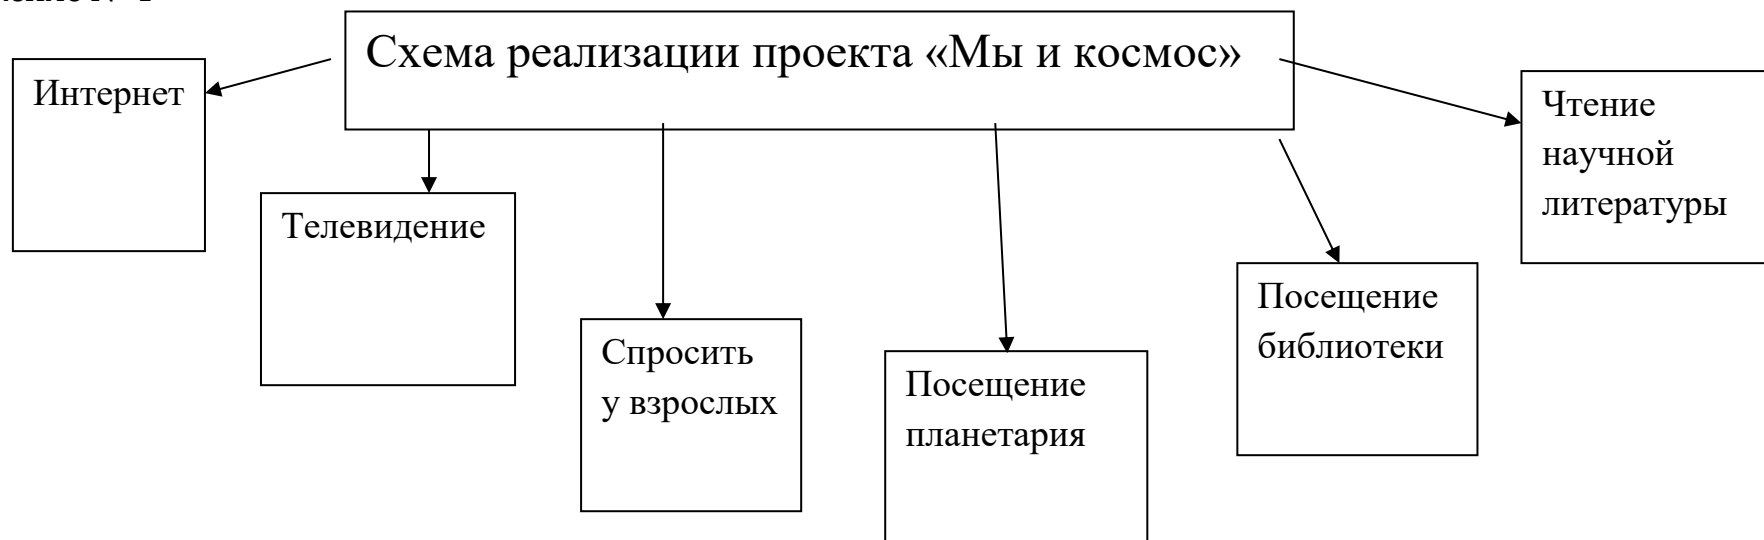 Схема реализации проекта «Мы и космос»
Интернет
Телевидение
Спросить
у взрослых
Посещение
планетария
Посещение
библиотеки
Чтение
научной
литературы